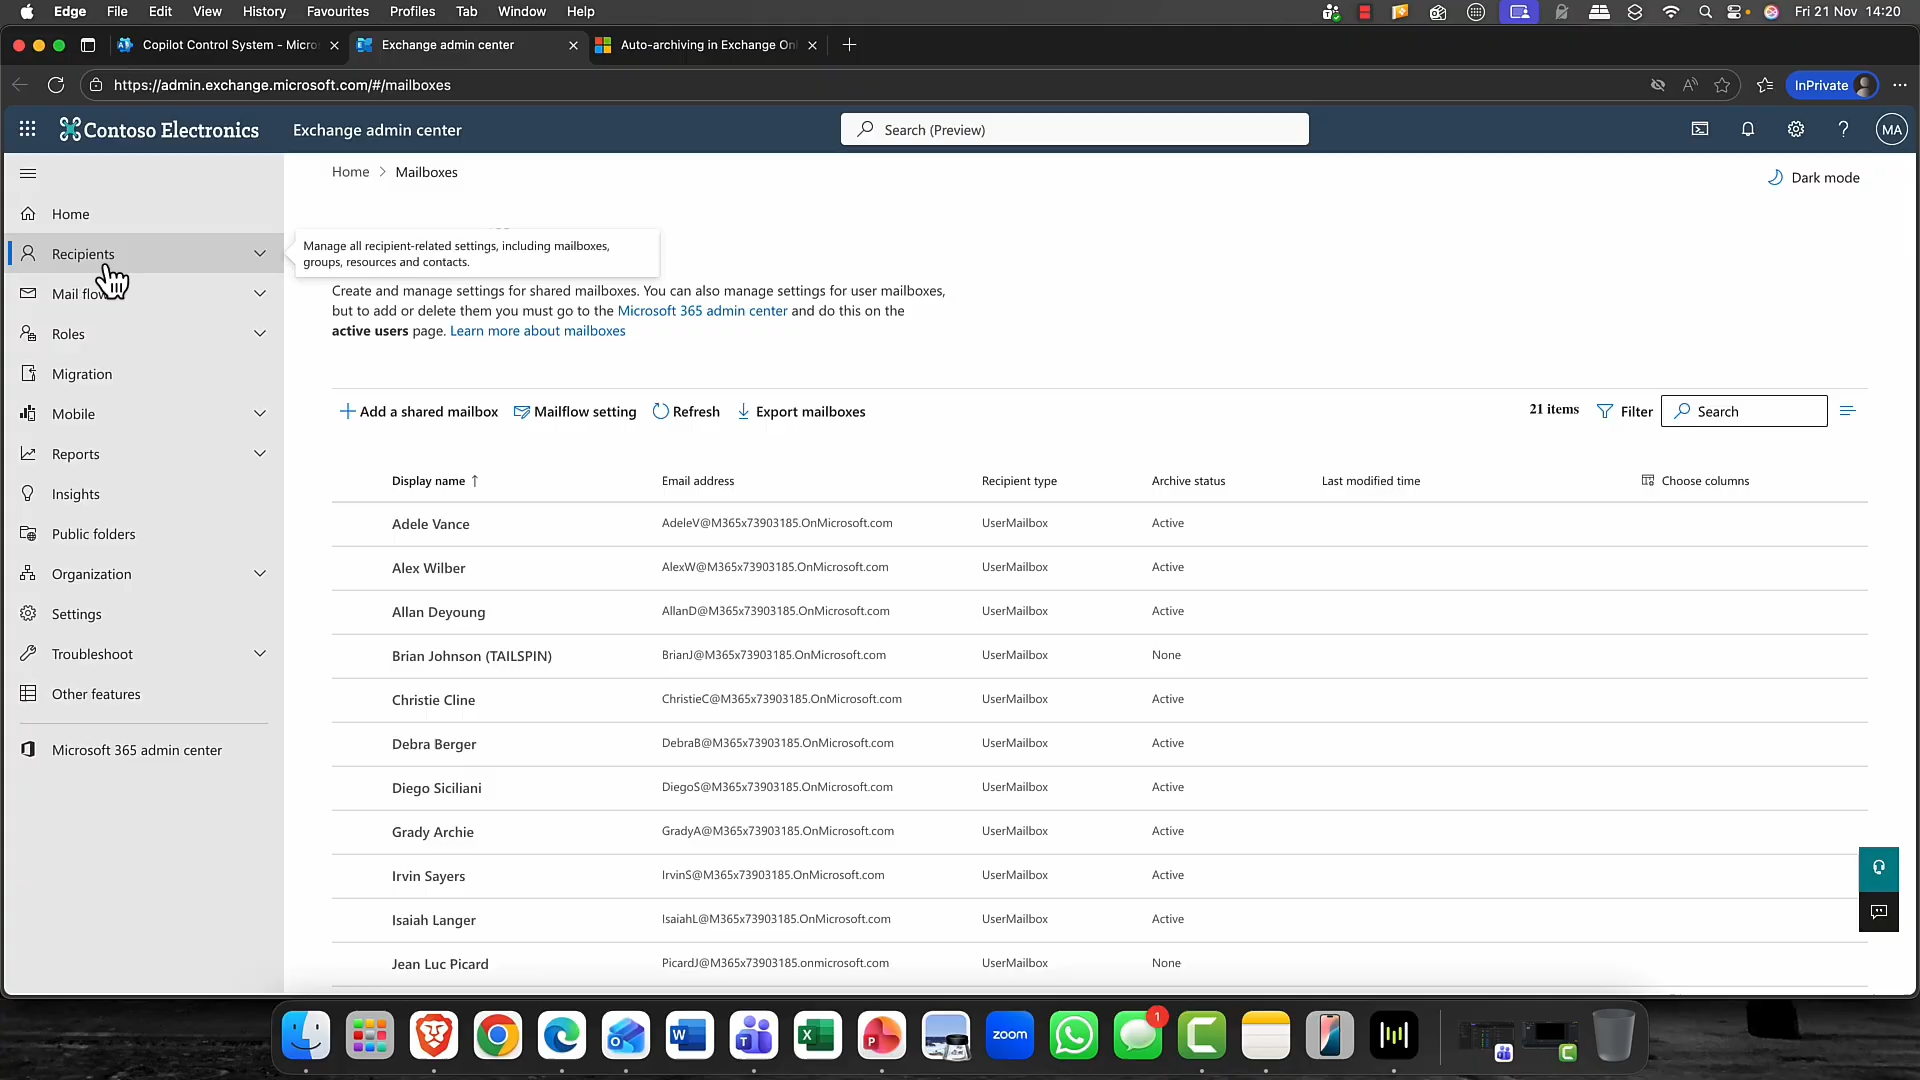 Edge File Edit View History Favourites Profiles Tab Window Help
Fri 21 Nov 14:20
Copilot Control System - Micro
Exchange admin center
Auto-archiving in Exchange Onl
https://admin.exchange.microsoft.com/#/mailboxes
InPrivate
Contoso Electronics
Exchange admin center
Search (Preview)
MA
Home > Mailboxes
Dark mode
Home
Recipients
Mail flow
Roles
Migration
Mobile
Reports
Insights
Public folders
Organization
Settings
Troubleshoot
Other features
Microsoft 365 admin center
Manage all recipient-related settings, including mailboxes,
groups, resources and contacts.
Create and manage settings for shared mailboxes. You can also manage settings for user mailboxes,
but to add or delete them you must go to the Microsoft 365 admin center and do this on the
active users page. Learn more about mailboxes
Add a shared mailbox Mailflow setting Refresh Export mailboxes
21 items Filter Search
Display name ↑ Email address Recipient type Archive status Last modified time Choose columns
Adele Vance AdeleV@M365x73903185.OnMicrosoft.com UserMailbox Active
Alex Wilber AlexW@M365x73903185.OnMicrosoft.com UserMailbox Active
Allan Deyoung AllanD@M365x73903185.OnMicrosoft.com UserMailbox Active
Brian Johnson (TAILSPIN) BrianJ@M365x73903185.OnMicrosoft.com UserMailbox None
Christie Cline ChristieC@M365x73903185.OnMicrosoft.com UserMailbox Active
Debra Berger DebraB@M365x73903185.OnMicrosoft.com UserMailbox Active
Diego Siciliani DiegoS@M365x73903185.OnMicrosoft.com UserMailbox Active
Grady Archie GradyA@M365x73903185.OnMicrosoft.com UserMailbox Active
Irvin Sayers IrvinS@M365x73903185.OnMicrosoft.com UserMailbox Active
Isaiah Langer IsaiahL@M365x73903185.OnMicrosoft.com UserMailbox Active
Jean Luc Picard PicardJ@M365x73903185.onmicrosoft.com UserMailbox None
zoom
1